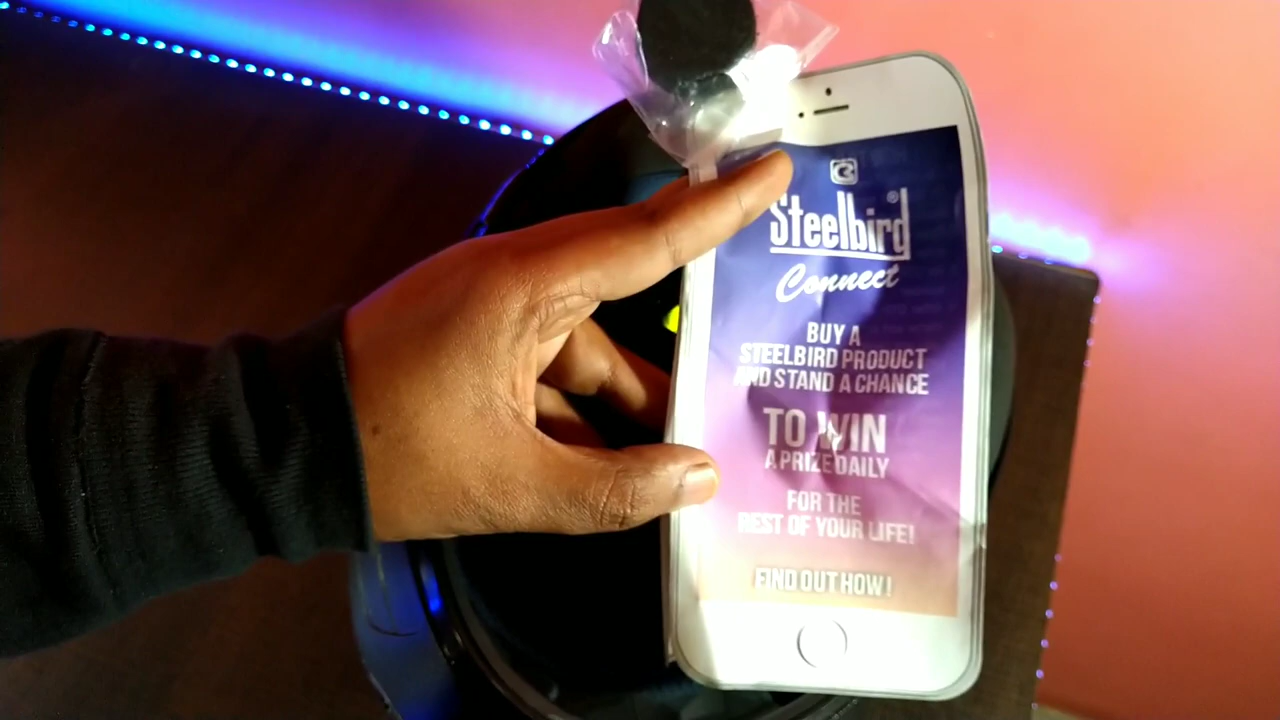 Steelbird®
Connect
BUY A
STEELBIRD PRODUCT
AND STAND A CHANCE
TO WIN
A PRIZE DAILY
FOR THE
REST OF YOUR LIFE!
FIND OUT HOW!